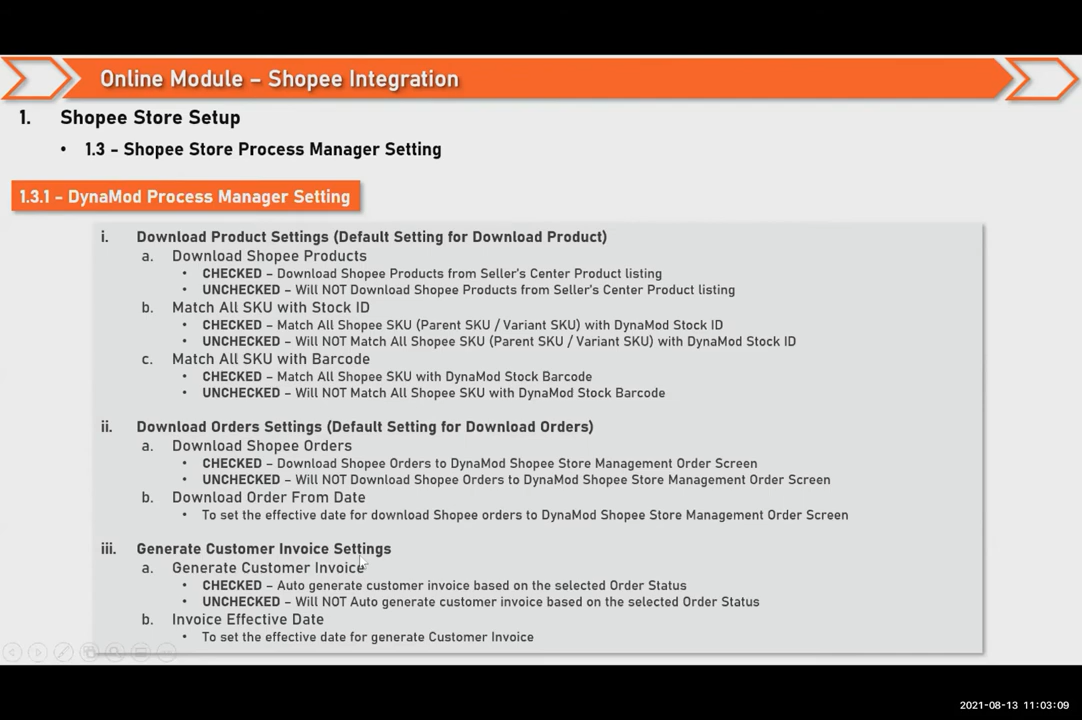 Online Module – Shopee Integration
1. Shopee Store Setup
• 1.3 - Shopee Store Process Manager Setting
1.3.1 - DynaMod Process Manager Setting
i. Download Product Settings (Default Setting for Download Product)
a. Download Shopee Products
• CHECKED – Download Shopee Products from Seller's Center Product listing
• UNCHECKED – Will NOT Download Shopee Products from Seller's Center Product listing
b. Match All SKU with Stock ID
• CHECKED – Match All Shopee SKU (Parent SKU / Variant SKU) with DynaMod Stock ID
• UNCHECKED – Will NOT Match All Shopee SKU (Parent SKU / Variant SKU) with DynaMod Stock ID
c. Match All SKU with Barcode
• CHECKED – Match All Shopee SKU with DynaMod Stock Barcode
• UNCHECKED – Will NOT Match All Shopee SKU with DynaMod Stock Barcode
ii. Download Orders Settings (Default Setting for Download Orders)
a. Download Shopee Orders
• CHECKED – Download Shopee Orders to DynaMod Shopee Store Management Order Screen
• UNCHECKED – Will NOT Download Shopee Orders to DynaMod Shopee Store Management Order Screen
b. Download Order From Date
• To set the effective date for download Shopee orders to DynaMod Shopee Store Management Order Screen
iii. Generate Customer Invoice Settings
a. Generate Customer Invoice
• CHECKED – Auto generate customer invoice based on the selected Order Status
• UNCHECKED – Will NOT Auto generate customer invoice based on the selected Order Status
b. Invoice Effective Date
• To set the effective date for generate Customer Invoice
2021-08-13 11:03:09